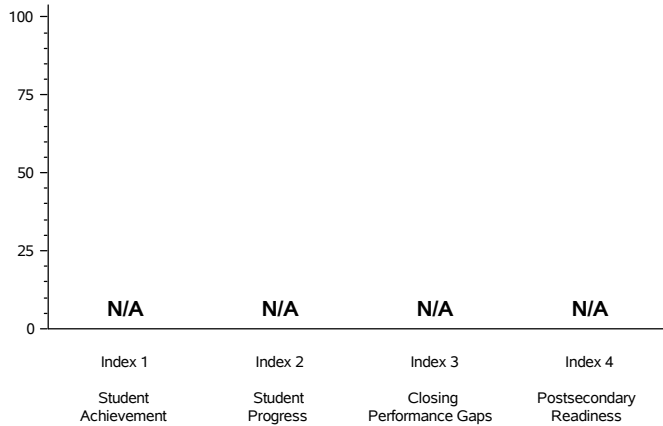 100
75
50
25
0
N/A N/A N/A N/A
Index 1 Index 2 Index 3 Index 4
Student Student Closing Postsecondary
Achievement Progress Performance Gaps Readiness